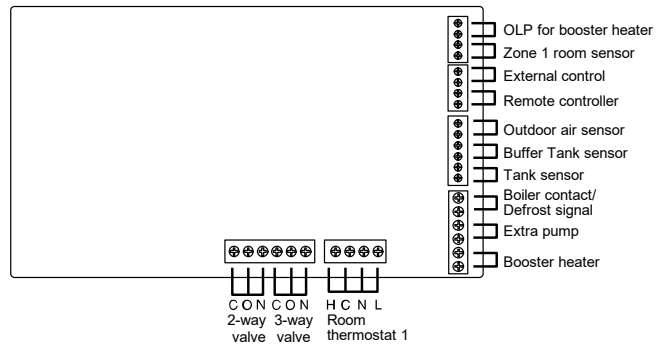 OLP for booster heater
Zone 1 room sensor
External control
Remote controller
Outdoor air sensor
Buffer Tank sensor
Tank sensor
Boiler contact/
Defrost signal
Extra pump
Booster heater
C O N C O N H C N L
2-way 3-way Room
valve valve thermostat 1